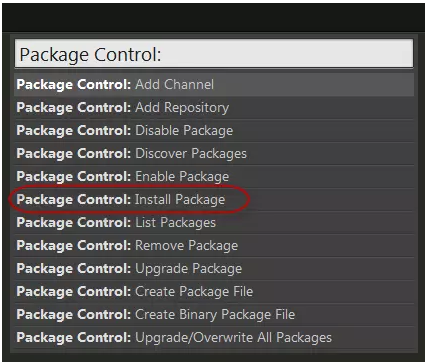 Package Control:
Package Control: Add Channel
Package Control: Add Repository
Package Control: Disable Package
Package Control: Discover Packages
Package Control: Enable Package
Package Control: Install Package
Package Control: List Packages
Package Control: Remove Package
Package Control: Upgrade Package
Package Control: Create Package File
Package Control: Create Binary Package File
Package Control: Upgrade/Overwrite All Packages